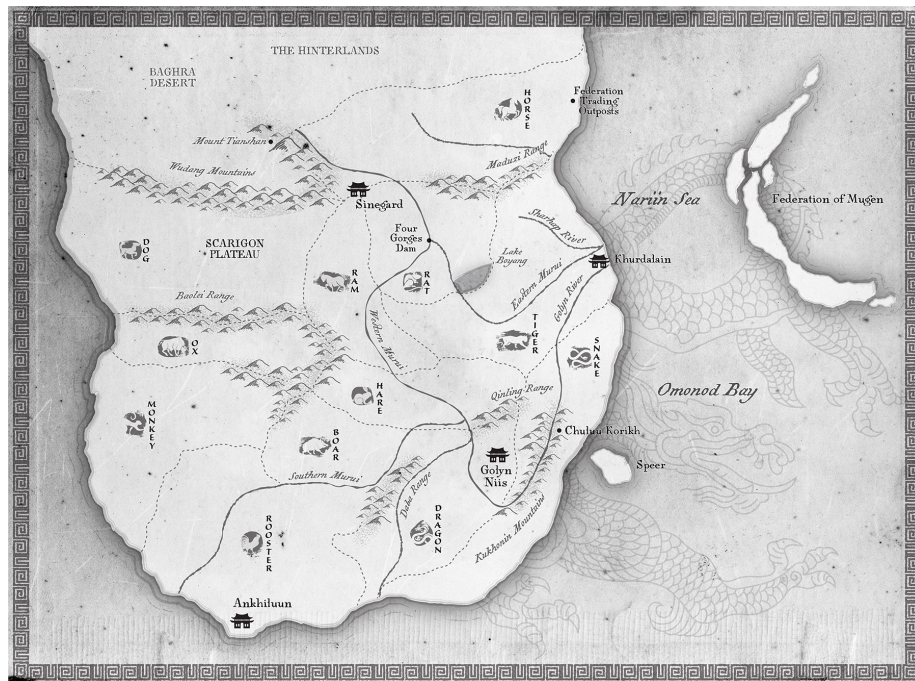 THE HINTERLANDS
BAGHRA
DESERT
HORSE
Federation
Trading
Outposts
Mount Tianshan
Maduzi Range
Wudang Mountains
Nariin Sea
Federation of Mugen
Sinegard
Sharhap River
Four
Gorges
Dam
DOG
SCARIGON
PLATEAU
Lake
Boyang
Khurdalain
RAM
RAT
Eastern Murui
Golyn River
Baolei Range
Western Murui
TIGER
SNAKE
OX
Qinling Range
Omonod Bay
HARE
MONKEY
Chuluu Korikh
BOAR
Golyn
Niis
Speer
Southern Murui
Daba Range
DRAGON
ROOSTER
Kukhonin Mountains
Ankhiluun